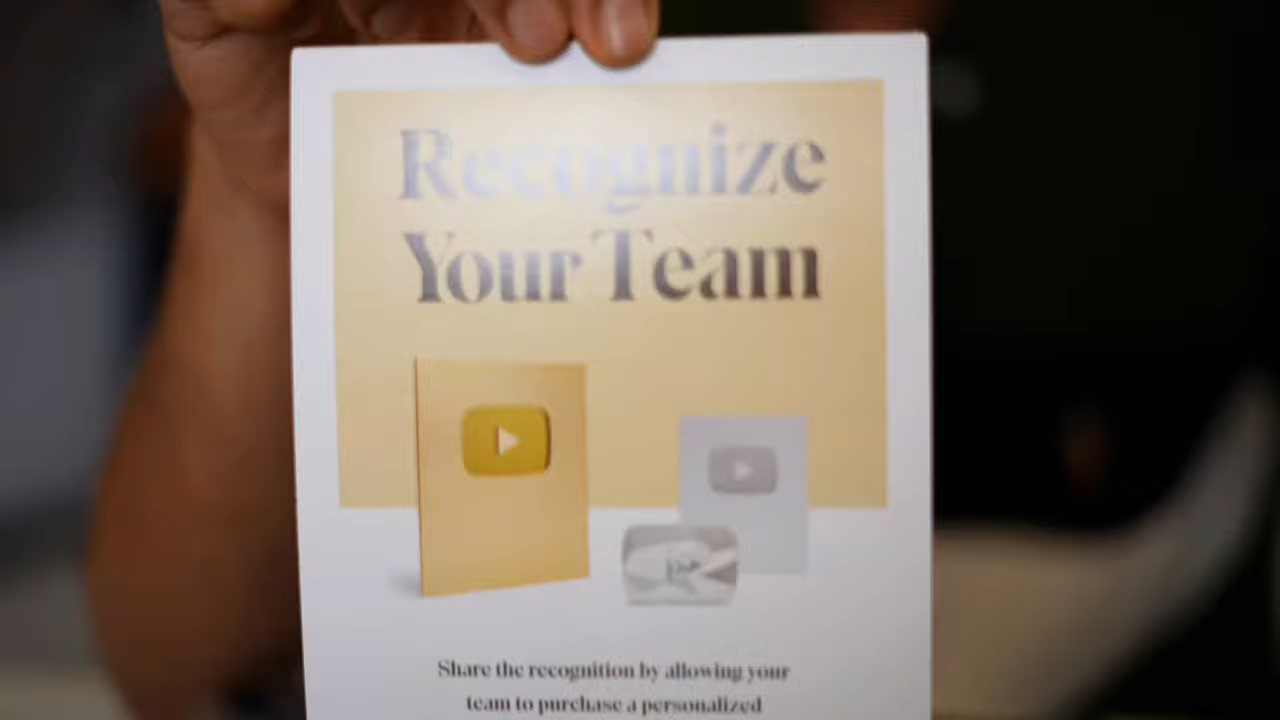 Recognize
Your Team
Share the recognition by allowing your
team to purchase a personalized